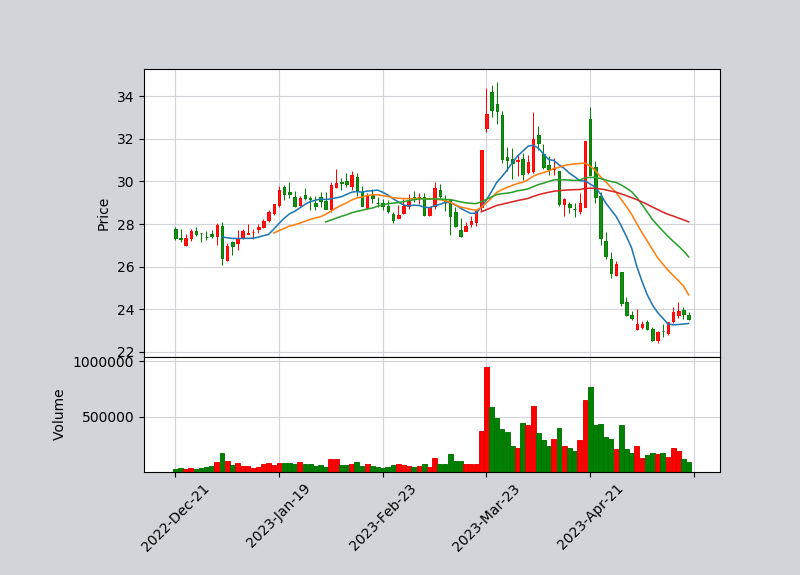 34
32
30
28
26
24
22
Price
1000000
500000
Volume
2022-Dec-21
2023-Jan-19
2023-Feb-23
2023-Mar-23
2023-Apr-21